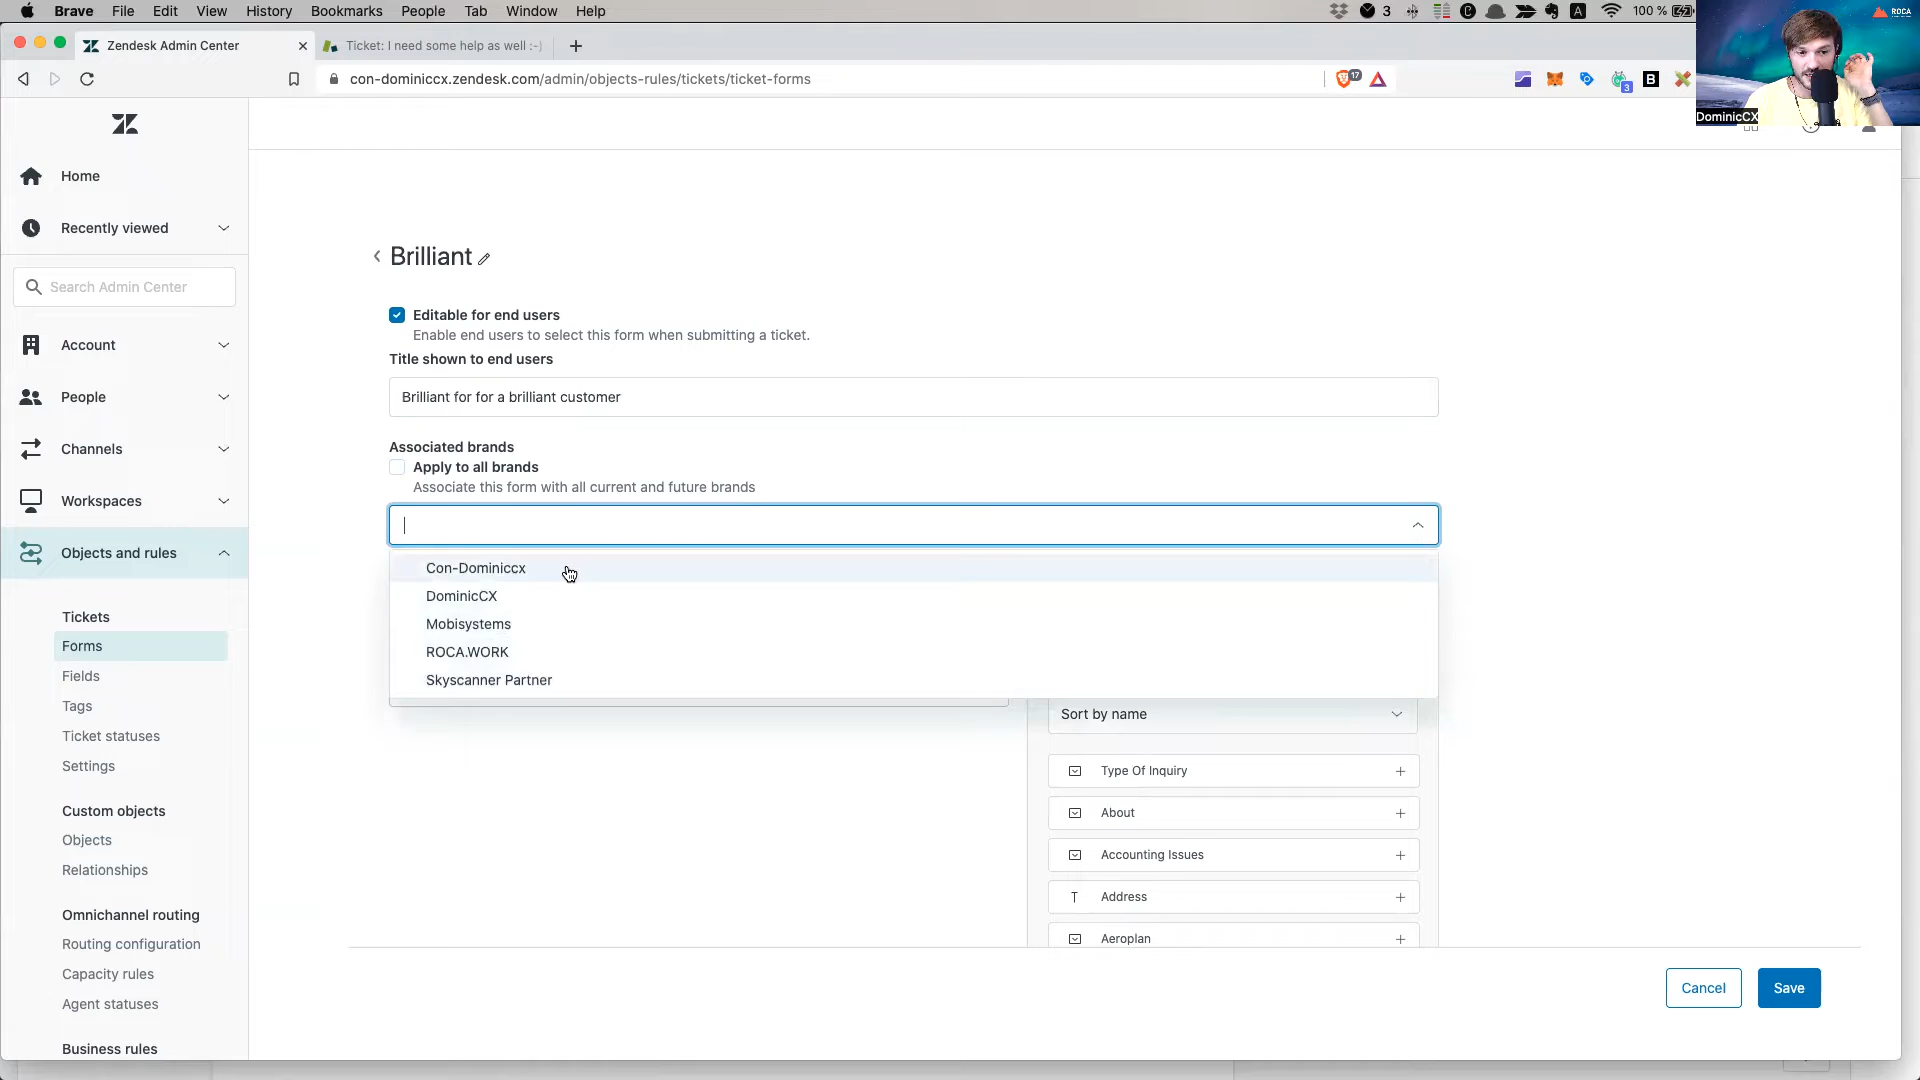 Brave File Edit View History Bookmarks People Tab Window Help
3
A
100 %
ROCA
Zendesk Admin Center
Ticket: I need some help as well :-)
con-dominiccx.zendesk.com/admin/objects-rules/tickets/ticket-forms
17
3
B
DominicCX
Home
Recently viewed
Search Admin Center
Account
People
Channels
Workspaces
Objects and rules
Tickets
Forms
Fields
Tags
Ticket statuses
Settings
Custom objects
Objects
Relationships
Omnichannel routing
Routing configuration
Capacity rules
Agent statuses
Business rules
Brilliant
Editable for end users
Enable end users to select this form when submitting a ticket.
Title shown to end users
Brilliant for for a brilliant customer
Associated brands
Apply to all brands
Associate this form with all current and future brands
Con-Dominiccx
DominicCX
Mobisystems
ROCA.WORK
Skyscanner Partner
Sort by name
Type Of Inquiry
About
Accounting Issues
T Address
Aeroplan
Cancel
Save